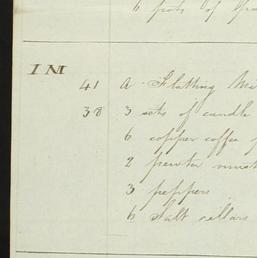 6 pots of
I M
41 A Flatting
38 3 sets of candle
6 copper coffee
2 pewter
3 peppers
6 Salt cellars